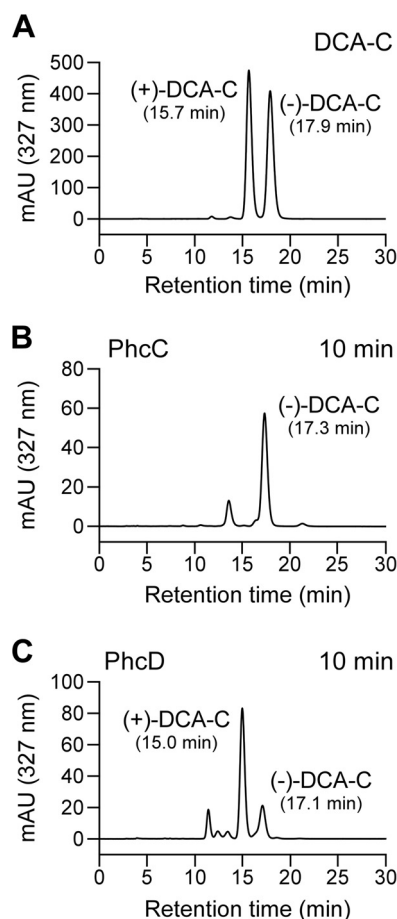 A
DCA-C
500
400
300
200
100
0
mAU (327 nm)
(+)-DCA-C
(15.7 min)
(-)-DCA-C
(17.9 min)
0 5 10 15 20 25 30
Retention time (min)
B
PhcC 10 min
80
60
40
20
0
mAU (327 nm)
(-)-DCA-C
(17.3 min)
0 5 10 15 20 25 30
Retention time (min)
C
PhcD 10 min
100
80
60
40
20
0
mAU (327 nm)
(+)-DCA-C
(15.0 min)
(-)-DCA-C
(17.1 min)
0 5 10 15 20 25 30
Retention time (min)